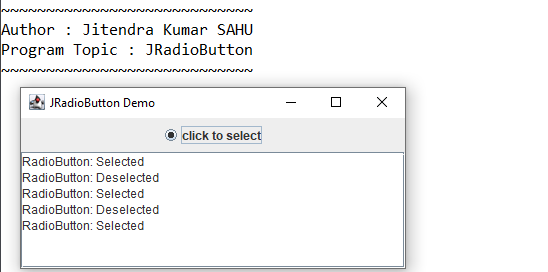 ~~~~~~~~~~~~~~~~~~~~~~~~~~~~
Author : Jitendra Kumar SAHU
Program Topic : JRadioButton
~~~~~~~~~~~~~~~~~~~~~~~~~~~~
JRadioButton Demo
click to select
RadioButton: Selected
RadioButton: Deselected
RadioButton: Selected
RadioButton: Deselected
RadioButton: Selected